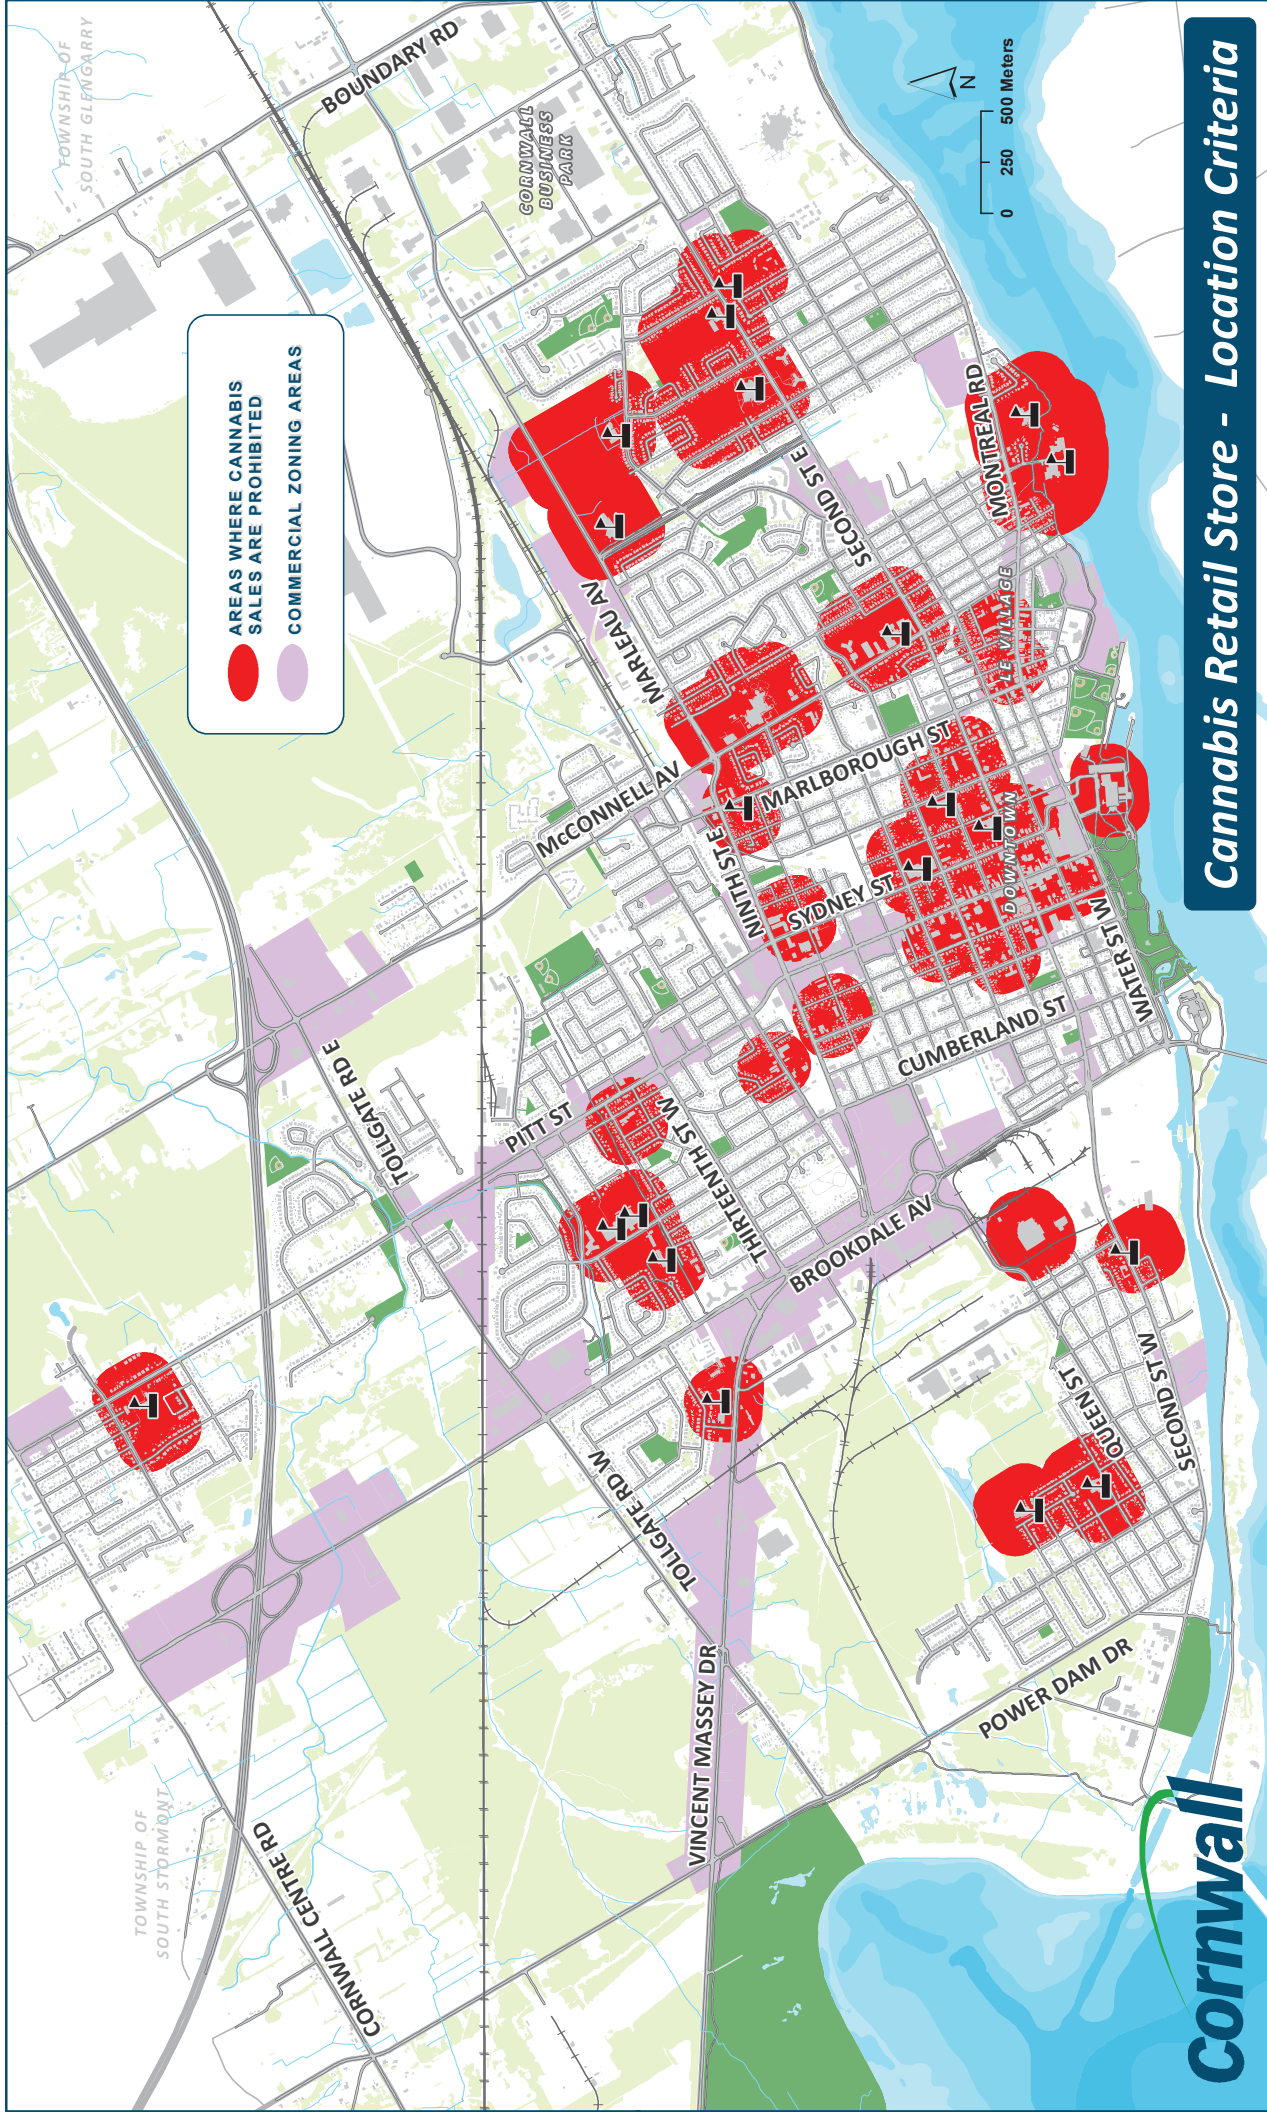 TOWNSHIP OF
SOUTH GLENGARRY
BOUNDARY RD
CORNWALL
BUSINESS
PARK
N
0 250 500 Meters
AREAS WHERE CANNABIS
SALES ARE PROHIBITED
COMMERCIAL ZONING AREAS
MONTREAL RD
SECOND ST E
MARLEAU AV
LE VILLAGE
McCONNELL AV
MARLBOROUGH ST
NINTH ST E
SYDNEY ST
DOWNTOWN
WATER ST W
CUMBERLAND ST
TOLLGATE RD E
PITT ST
THIRTEENTH ST W
BROOKDALE AV
TOLLGATE RD W
QUEEN ST
SECOND ST W
VINCENT MASSEY DR
POWER DAM DR
TOWNSHIP OF
SOUTH STORMONT
CORNWALL CENTRE RD
Cornwall
Cannabis Retail Store - Location Criteria